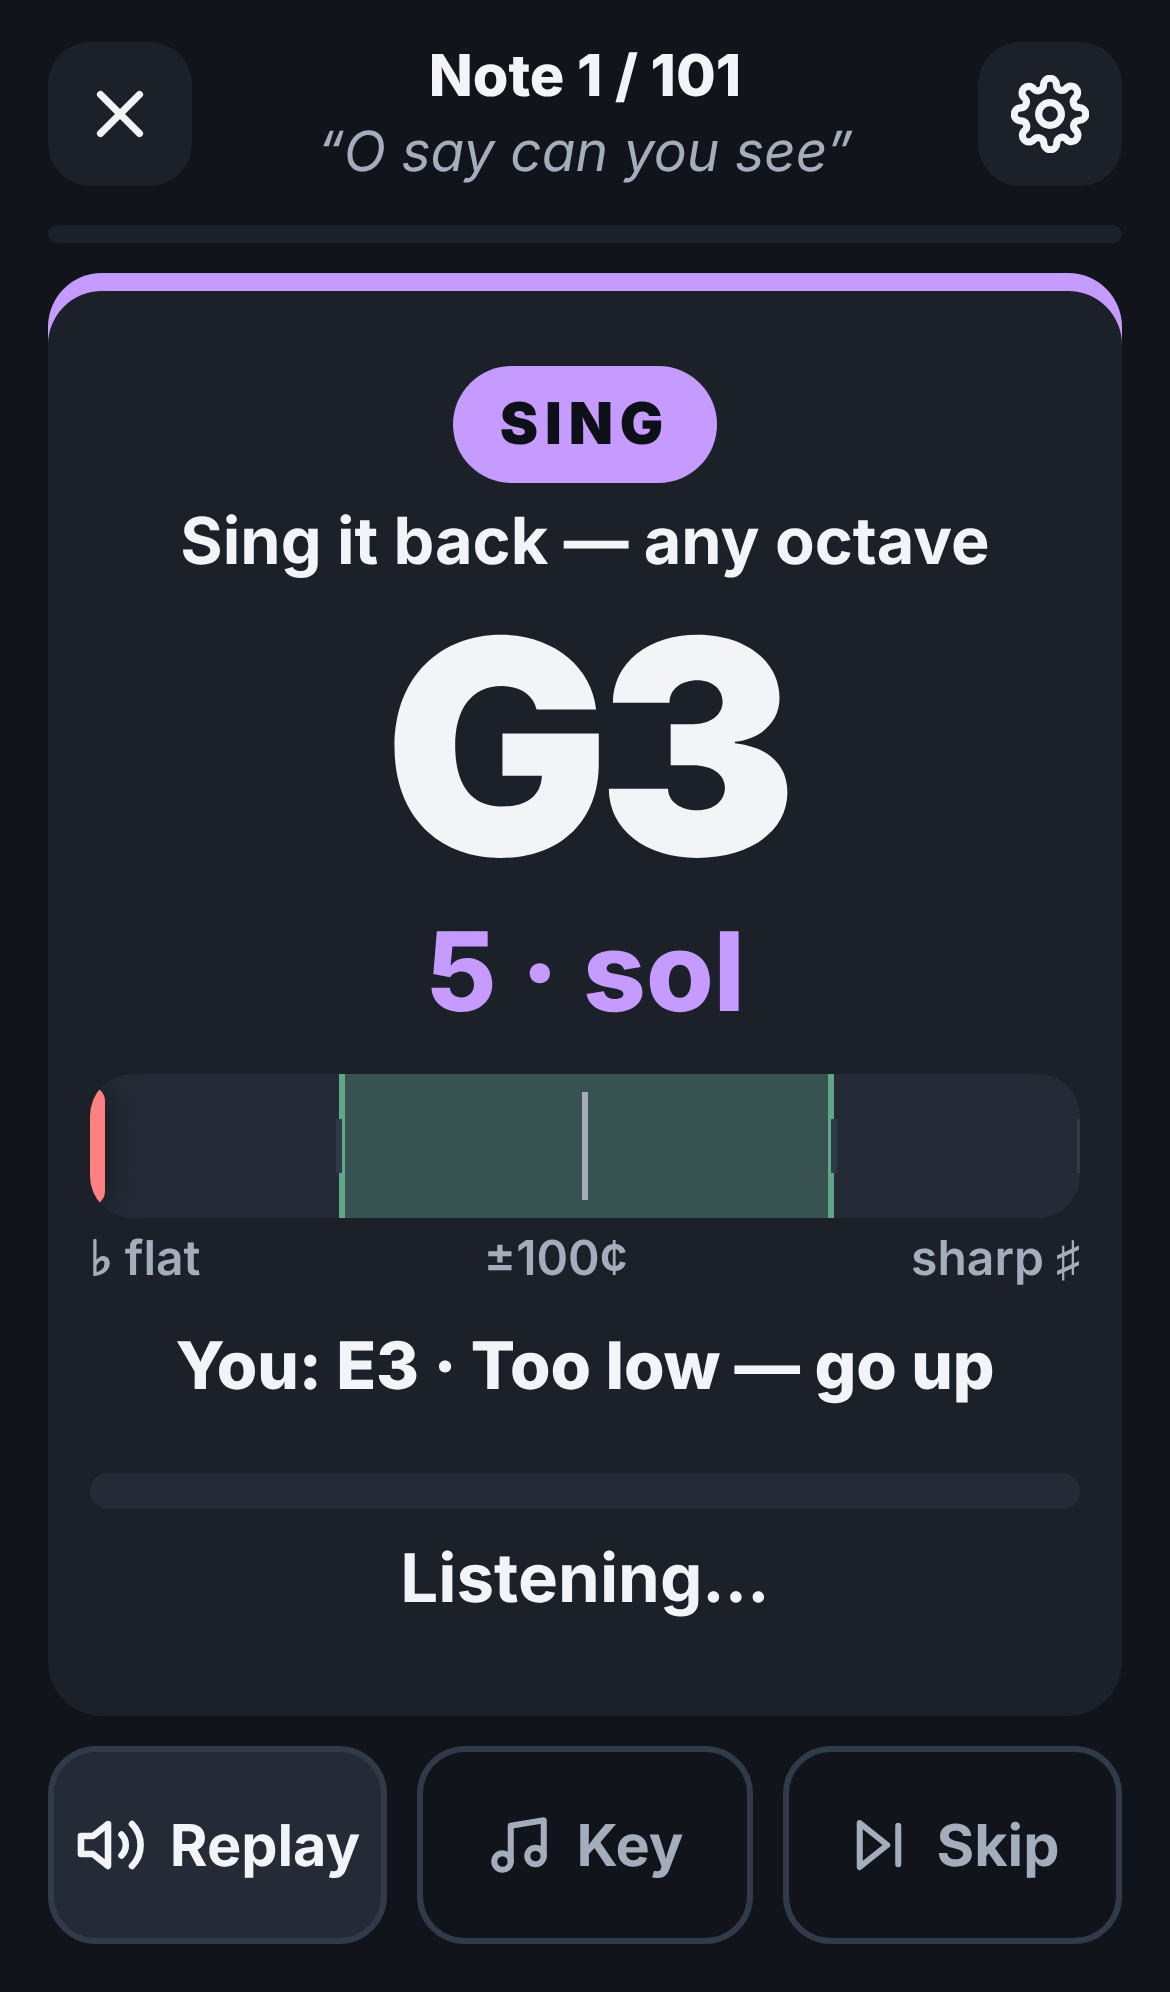 Note 1 / 101
“O say can you see”
SING
Sing it back — any octave
G3
5 · sol
♭ flat
±100¢
sharp ♯
You: E3 · Too low — go up
Listening...
Replay
Key
Skip